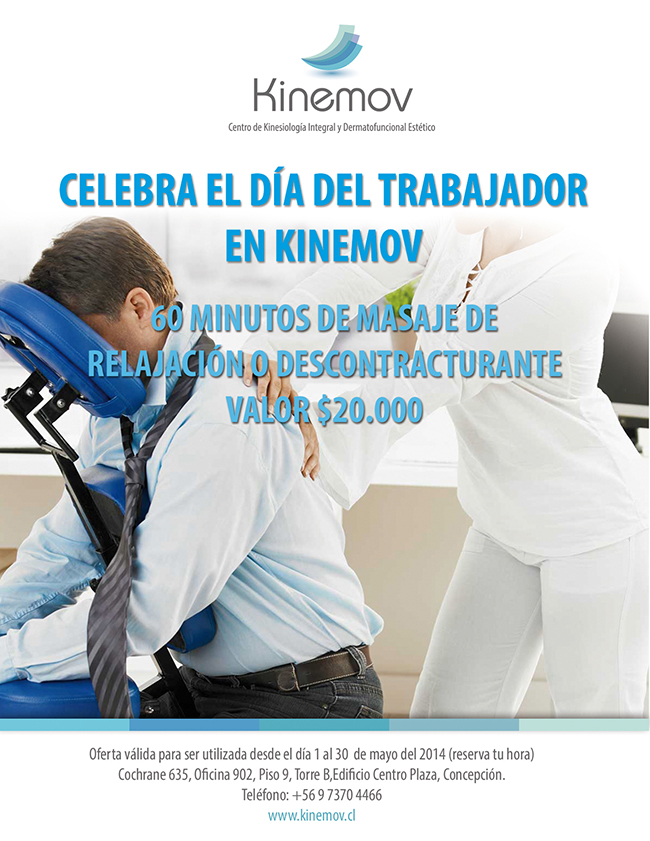 Kinemov
Centro de Kinesiología Integral y Dermatofuncional Estético
CELEBRA EL DÍA DEL TRABAJADOR
EN KINEMOV
60 MINUTOS DE MASAJE DE
RELAJACIÓN O DESCONTRACTURANTE
VALOR $20.000
Oferta válida para ser utilizada desde el día 1 al 30 de mayo del 2014 (reserva tu hora)
Cochrane 635, Oficina 902, Piso 9, Torre B,Edificio Centro Plaza, Concepción.
Teléfono: +56 9 7370 4466
www.kinemov.cl